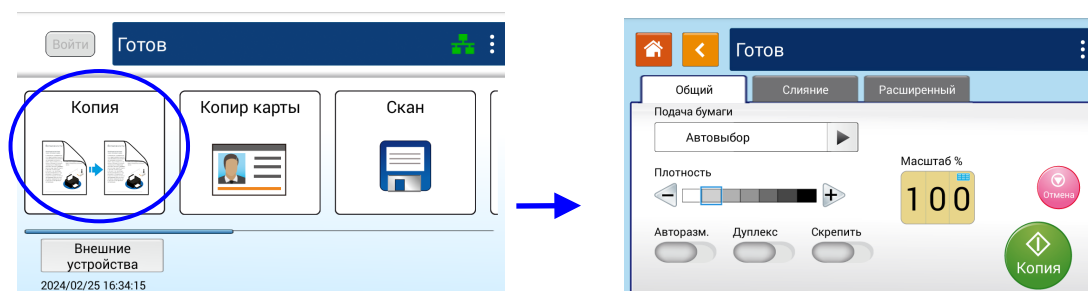 Войти
Готов
Копия
Копир карты
Скан
Внешние
устройства
2024/02/25 16:34:15
Готов
Общий
Слияние
Расширенный
Подача бумаги
Автовыбор
Плотность
Масштаб %
100
Отмена
Авторазм.
Дуплекс
Скрепить
Копия